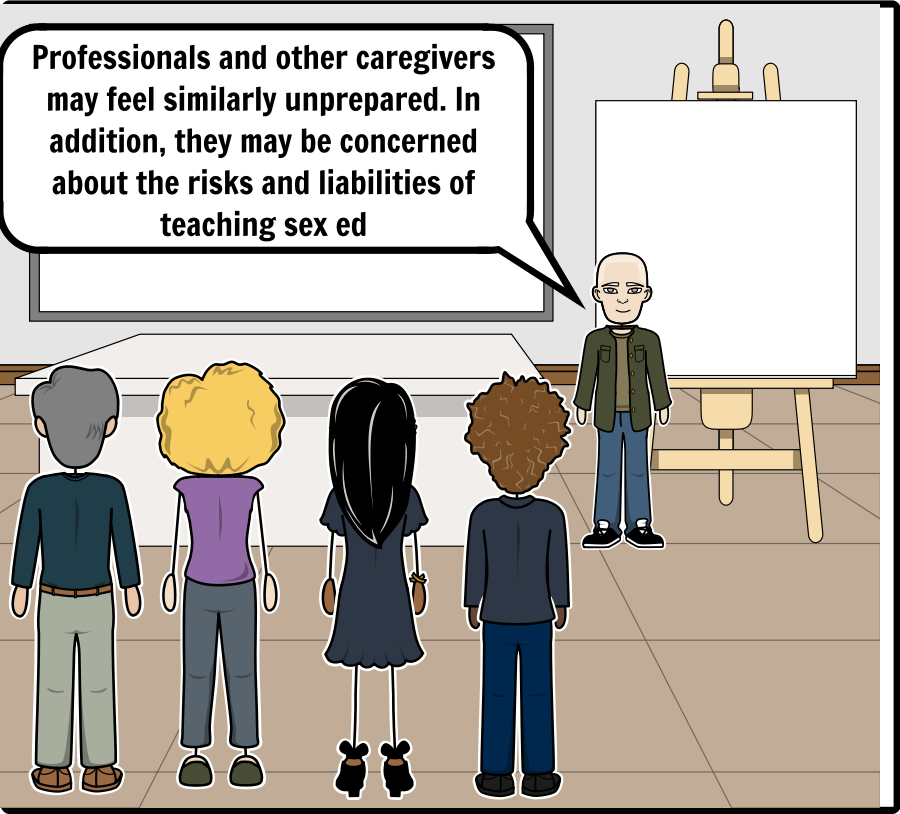 Professionals and other caregivers
may feel similarly unprepared. In
addition, they may be concerned
about the risks and liabilities of
teaching sex ed